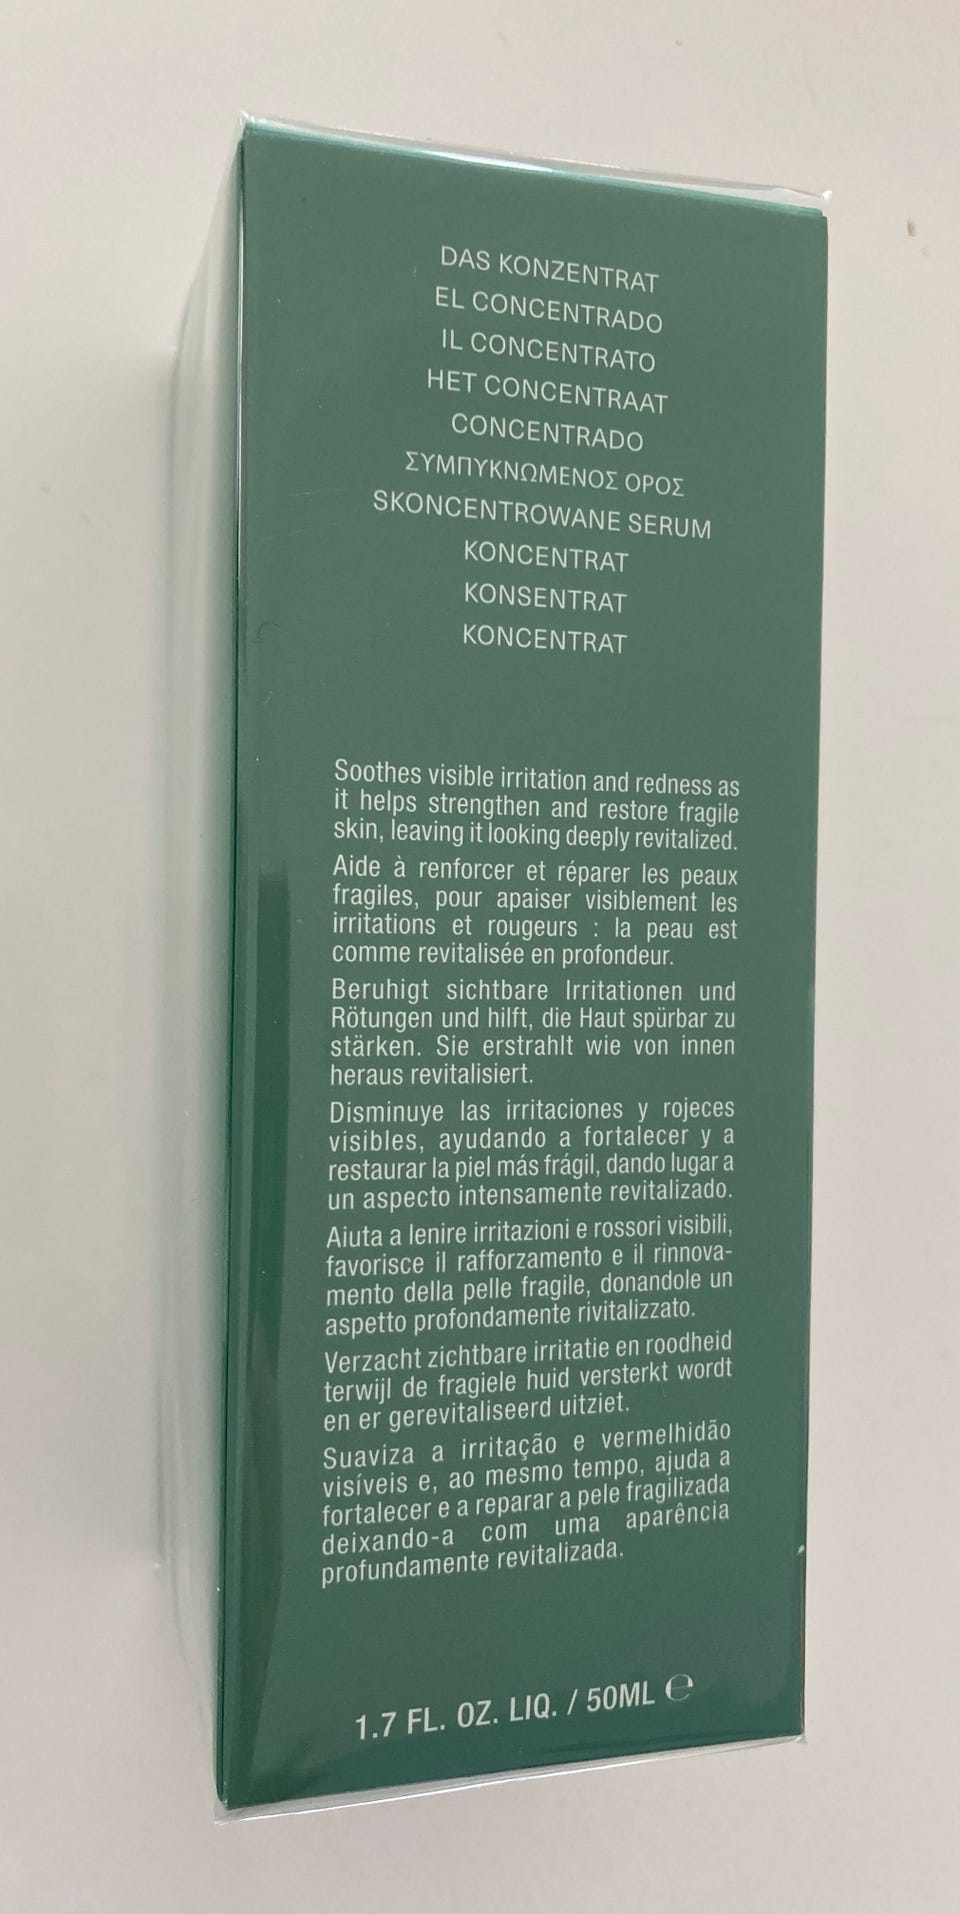 DAS KONZENTRAT
EL CONCENTRADO
IL CONCENTRATO
HET CONCENTRAAT
CONCENTRADO
ΣΥΜΠΥΚΝΩΜΕΝΟΣ ΟΡΟΣ
SKONCENTROWANE SERUM
KONCENTRAT
KONSENTRAT
KONCENTRAT
Soothes visible irritation and redness as
it helps strengthen and restore fragile
skin, leaving it looking deeply revitalized.
Aide à renforcer et réparer les peaux
fragiles, pour apaiser visiblement les
irritations et rougeurs : la peau est
comme revitalisée en profondeur.
Beruhigt sichtbare Irritationen und
Rötungen und hilft, die Haut spürbar zu
stärken. Sie erstrahlt wie von innen
heraus revitalisiert.
Disminuye las irritaciones y rojeces
visibles, ayudando a fortalecer y a
restaurar la piel más frágil, dando lugar a
un aspecto intensamente revitalizado.
Aiuta a lenire irritazioni e rossori visibili,
favorisce il rafforzamento e il rinnova-
mento della pelle fragile, donandole un
aspetto profondamente rivitalizzato.
Verzacht zichtbare irritatie en roodheid
terwijl de fragiele huid versterkt wordt
en er gerevitaliseerd uitziet.
Suaviza a irritação e vermelhidão
visíveis e, ao mesmo tempo, ajuda a
fortalecer e a reparar a pele fragilizada
deixando-a com uma aparência
profundamente revitalizada.
1.7 FL. OZ. LIQ. / 50ML ℮